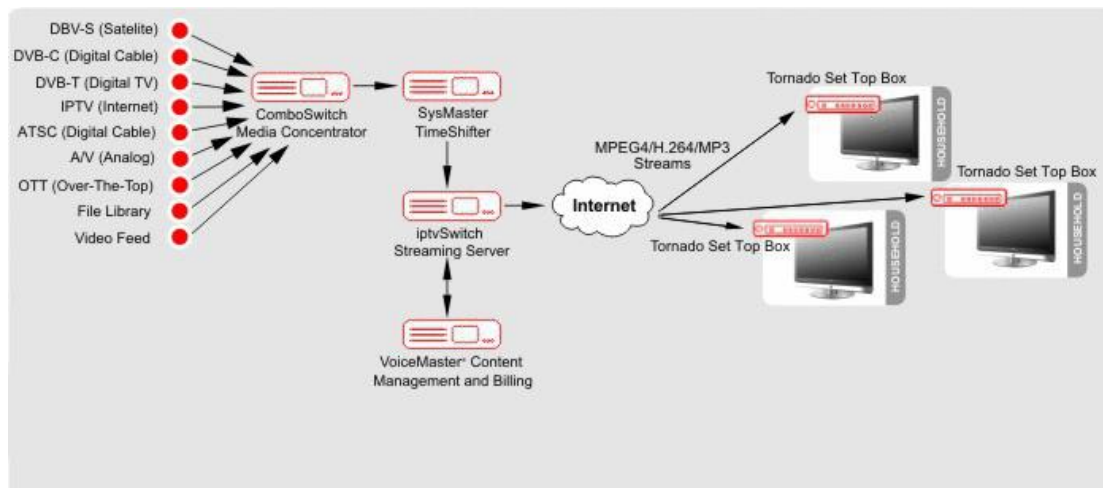 DBV-S (Satelite)
DVB-C (Digital Cable)
DVB-T (Digital TV)
IPTV (Internet)
ATSC (Digital Cable)
A/V (Analog)
OTT (Over-The-Top)
File Library
Video Feed
ComboSwitch
Media Concentrator
SysMaster
TimeShifter
iptvSwitch
Streaming Server
VoiceMaster® Content
Management and Billing
Internet
MPEG4/H.264/MP3
Streams
Tornado Set Top Box
HOUSEHOLD
Tornado Set Top Box
HOUSEHOLD
Tornado Set Top Box
HOUSEHOLD